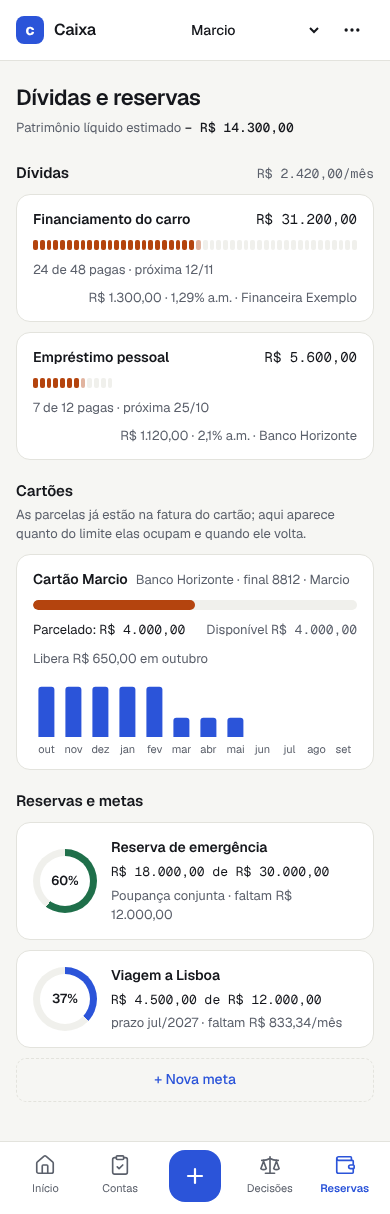 c Caixa Marcio
Dívidas e reservas
Patrimônio líquido estimado – R$ 14.300,00
Dívidas R$ 2.420,00/mês
Financiamento do carro R$ 31.200,00
24 de 48 pagas · próxima 12/11
R$ 1.300,00 · 1,29% a.m. · Financeira Exemplo
Empréstimo pessoal R$ 5.600,00
7 de 12 pagas · próxima 25/10
R$ 1.120,00 · 2,1% a.m. · Banco Horizonte
Cartões
As parcelas já estão na fatura do cartão; aqui aparece
quanto do limite elas ocupam e quando ele volta.
Cartão Marcio Banco Horizonte · final 8812 · Marcio
Parcelado: R$ 4.000,00 Disponível R$ 4.000,00
Libera R$ 650,00 em outubro
out nov dez jan fev mar abr mai jun jul ago set
Reservas e metas
Reserva de emergência
60%
R$ 18.000,00 de R$ 30.000,00
Poupança conjunta · faltam R$
12.000,00
Viagem a Lisboa
37%
R$ 4.500,00 de R$ 12.000,00
prazo jul/2027 · faltam R$ 833,34/mês
+ Nova meta
Início Contas Decisões Reservas